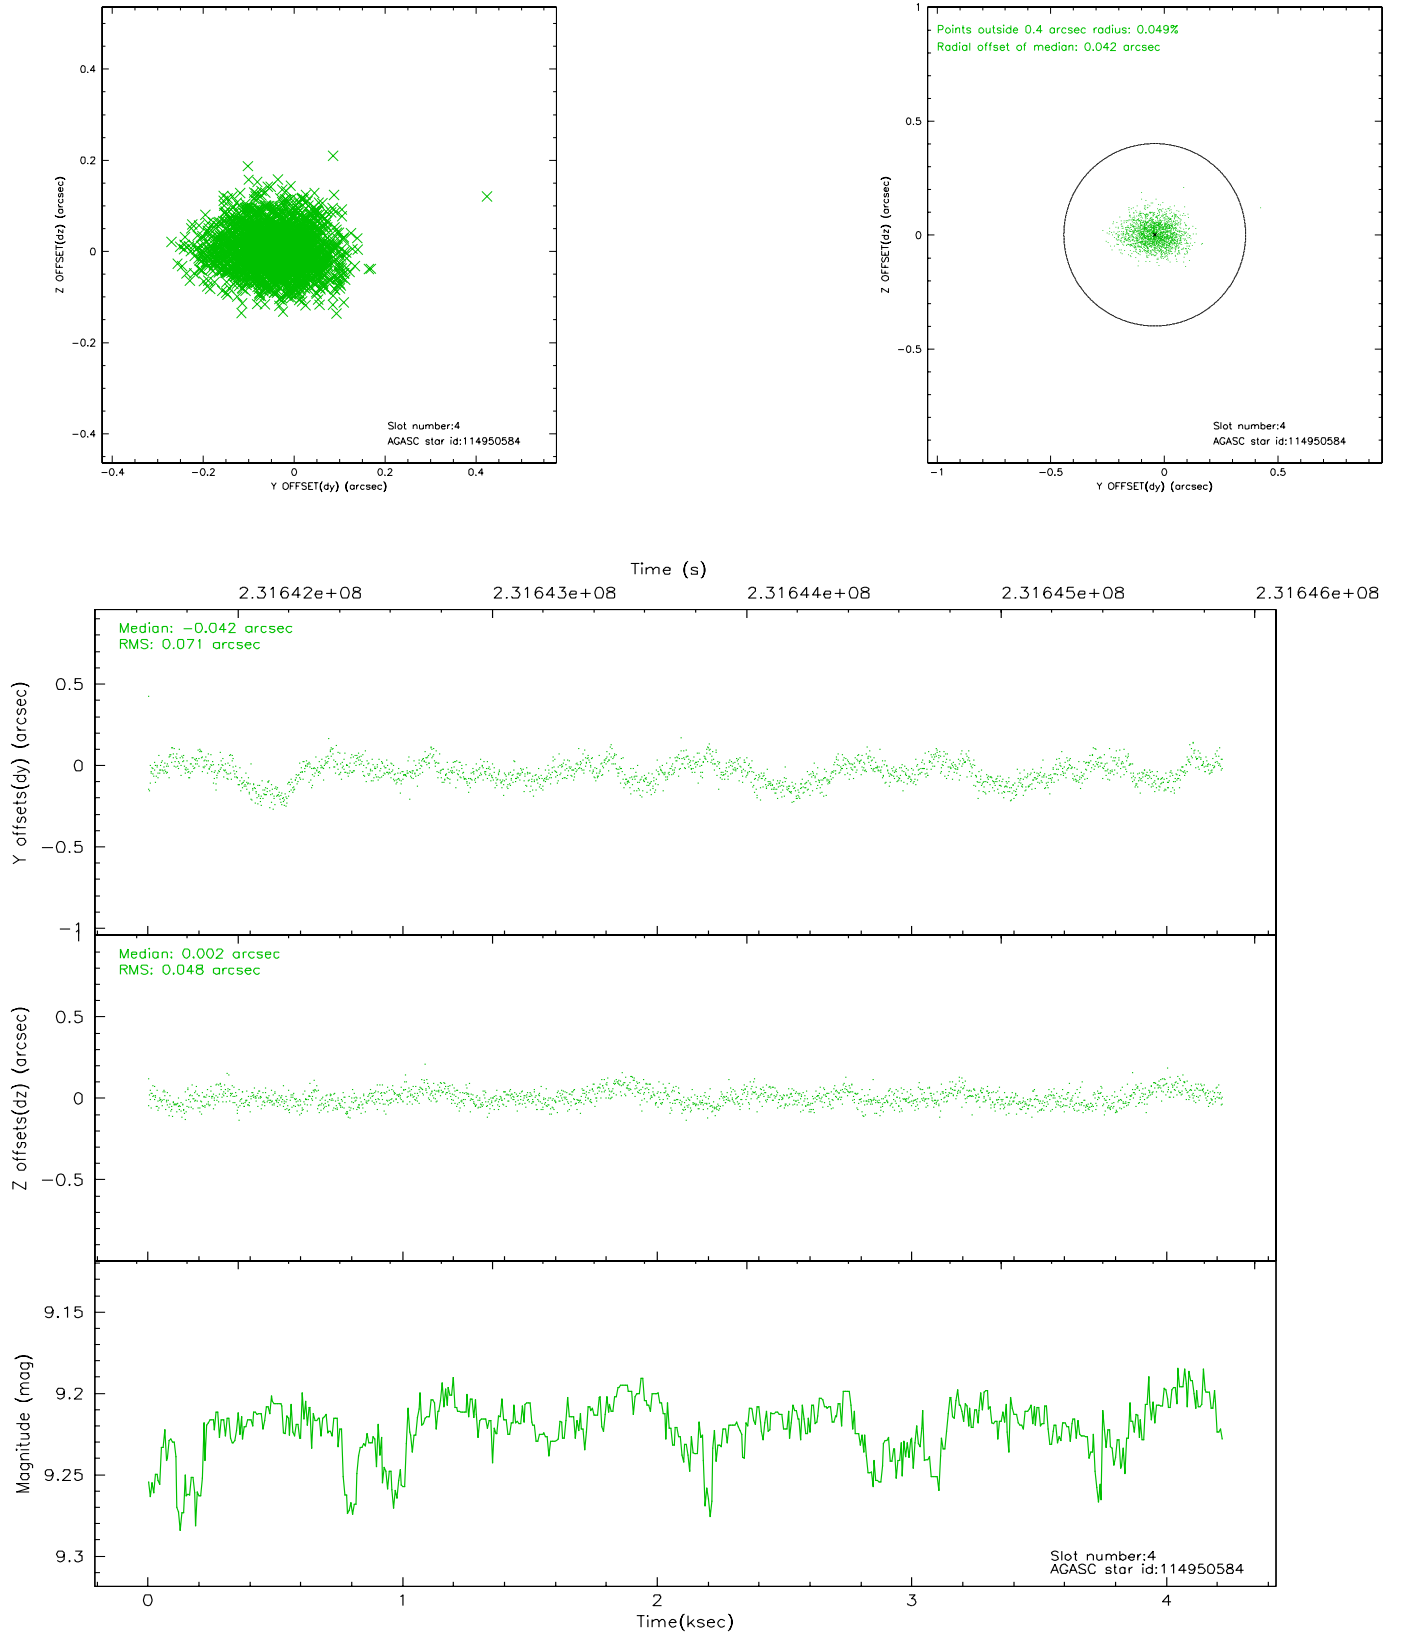 0.4
0.2
0
−0.2
−0.4
Z OFFSET(dz) (arcsec)
−0.4 −0.2 0 0.2 0.4
Y OFFSET(dy) (arcsec)
Slot number:4
AGASC star id:114950584
Points outside 0.4 arcsec radius: 0.049%
Radial offset of median: 0.042 arcsec
1
0.5
0
−0.5
Z OFFSET(dz) (arcsec)
−1 −0.5 0 0.5
Y OFFSET(dy) (arcsec)
Slot number:4
AGASC star id:114950584
Time (s)
2.31642e+08 2.31643e+08 2.31644e+08 2.31645e+08 2.31646e+08
Median: −0.042 arcsec
RMS: 0.071 arcsec
0.5
0
−0.5
−1
Y offsets(dy) (arcsec)
Median: 0.002 arcsec
RMS: 0.048 arcsec
1
0.5
0
−0.5
Z offsets(dz) (arcsec)
9.15
9.2
9.25
9.3
Magnitude (mag)
Slot number:4
AGASC star id:114950584
0 1 2 3 4
Time(ksec)